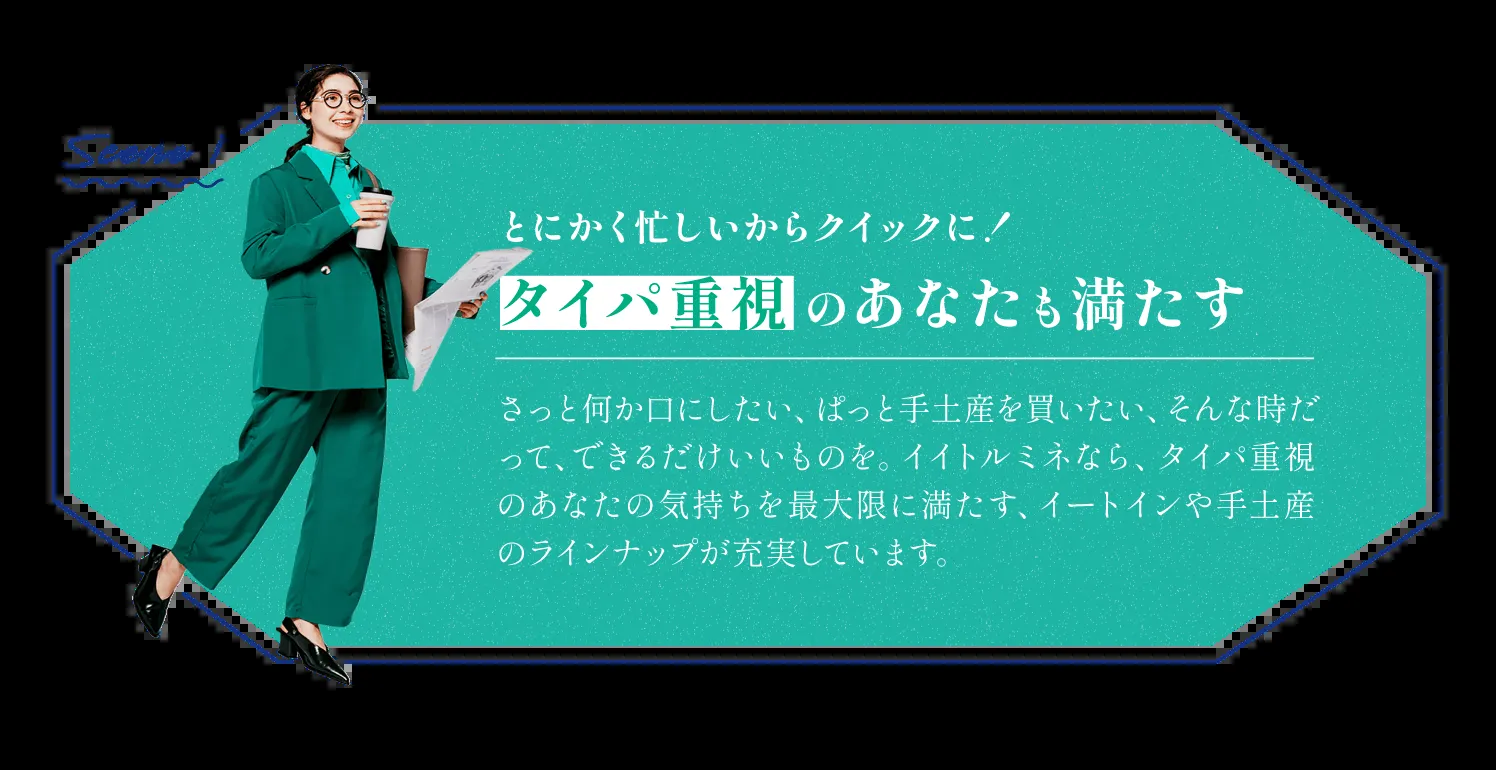 Scene 1
とにかく忙しいからクイックに!
タイパ重視のあなたも満たす
さっと何か口にしたい、ぱっと手土産を買いたい、そんな時だ
って、できるだけいいものを。イイトルミネなら、タイパ重視
のあなたの気持ちを最大限に満たす、イートインや手土産
のラインナップが充実しています。